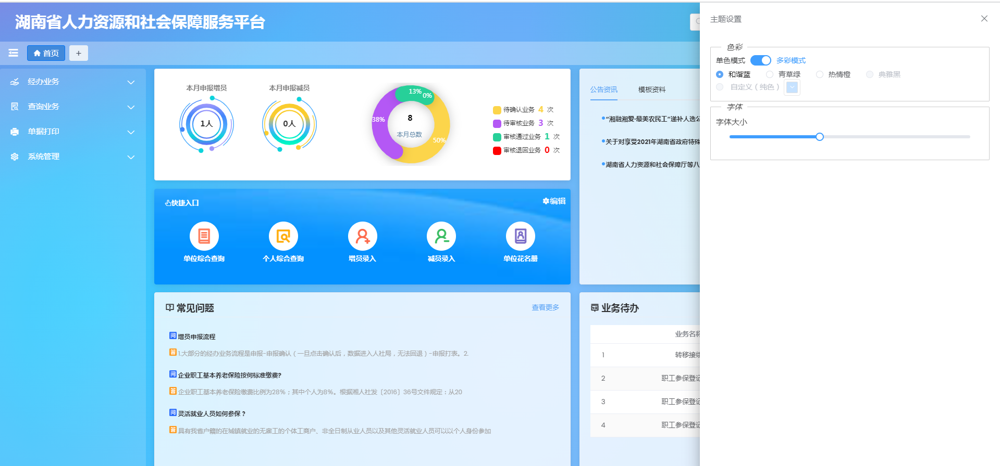 湖南省人力资源和社会保障服务平台
首页
+
经办业务
查询业务
单据打印
系统管理
本月申报增员
1人
本月申报减员
0人
13%
0%
38%
50%
8
本月总数
待确认业务 4 次
待审核业务 3 次
审核通过业务 1 次
审核退回业务 0 次
快捷入口
编辑
单位综合查询
个人综合查询
增员录入
减员录入
单位花名册
常见问题
查看更多
问 增员申报流程
答 1.大部分的经办业务流程是申报-申报确认（一旦点击确认后，数据进入人社局，无法回退）-申报打表。2.
问 企业职工基本养老保险按何标准缴费?
答 企业职工基本养老保险缴费比例为28%；其中个人为8%。根据湘人社发〔2016〕36号文件规定：从20
问 灵活就业人员如何参保？
答 具有我省户籍的在城镇就业的无雇工的个体工商户、非全日制从业人员以及其他灵活就业人员可以以个人身份参加
公告资讯
模板资料
“湘融湘爱·最美农民工”递补人选公
关于对享受2021年湖南省政府特殊
湖南省人力资源和社会保障厅等八
业务待办
业务名称
1 转移接续
2 职工参保登记
3 职工参保登记
4 职工参保登记
主题设置
色彩
单色模式 多彩模式
和谐蓝 青草绿 热情橙 典雅黑
自定义（纯色）
字体
字体大小